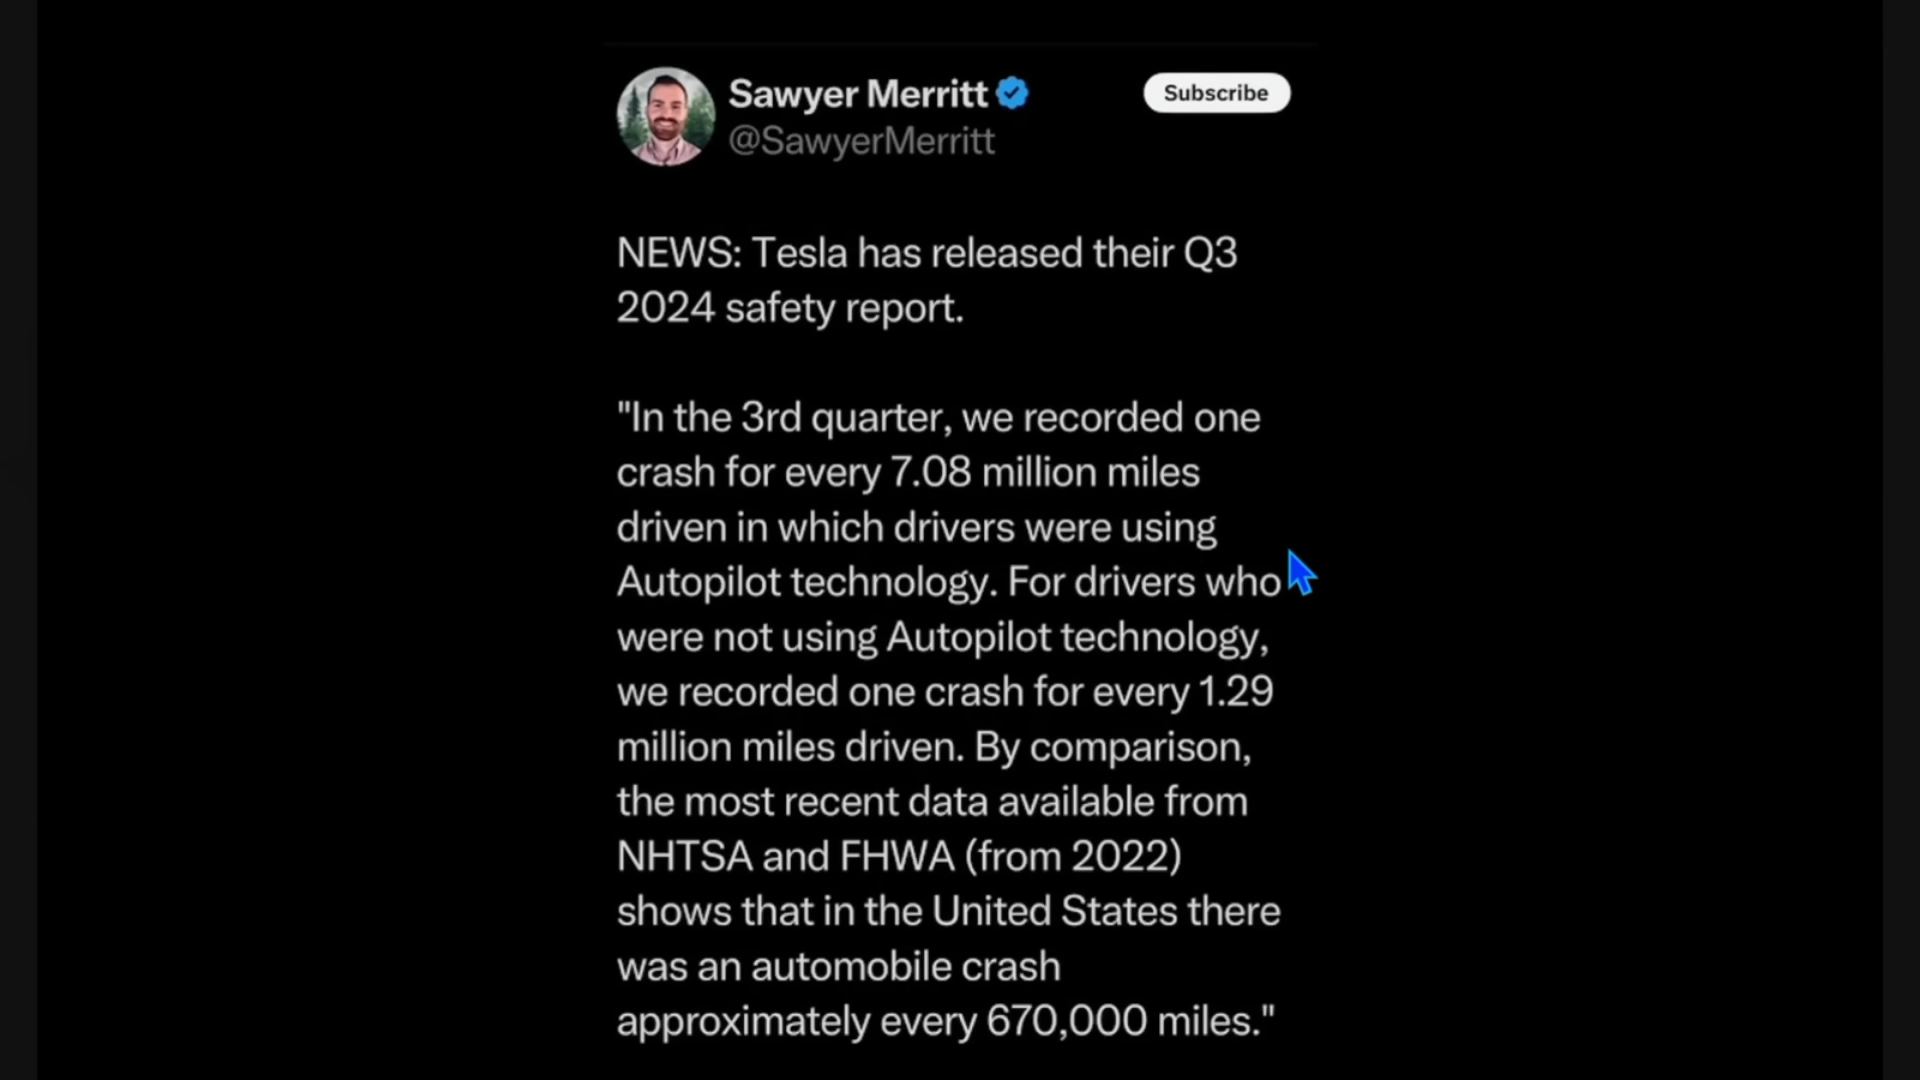 Sawyer Merritt
Subscribe
@SawyerMerritt
NEWS: Tesla has released their Q3
2024 safety report.
"In the 3rd quarter, we recorded one
crash for every 7.08 million miles
driven in which drivers were using
Autopilot technology. For drivers who
were not using Autopilot technology,
we recorded one crash for every 1.29
million miles driven. By comparison,
the most recent data available from
NHTSA and FHWA (from 2022)
shows that in the United States there
was an automobile crash
approximately every 670,000 miles."